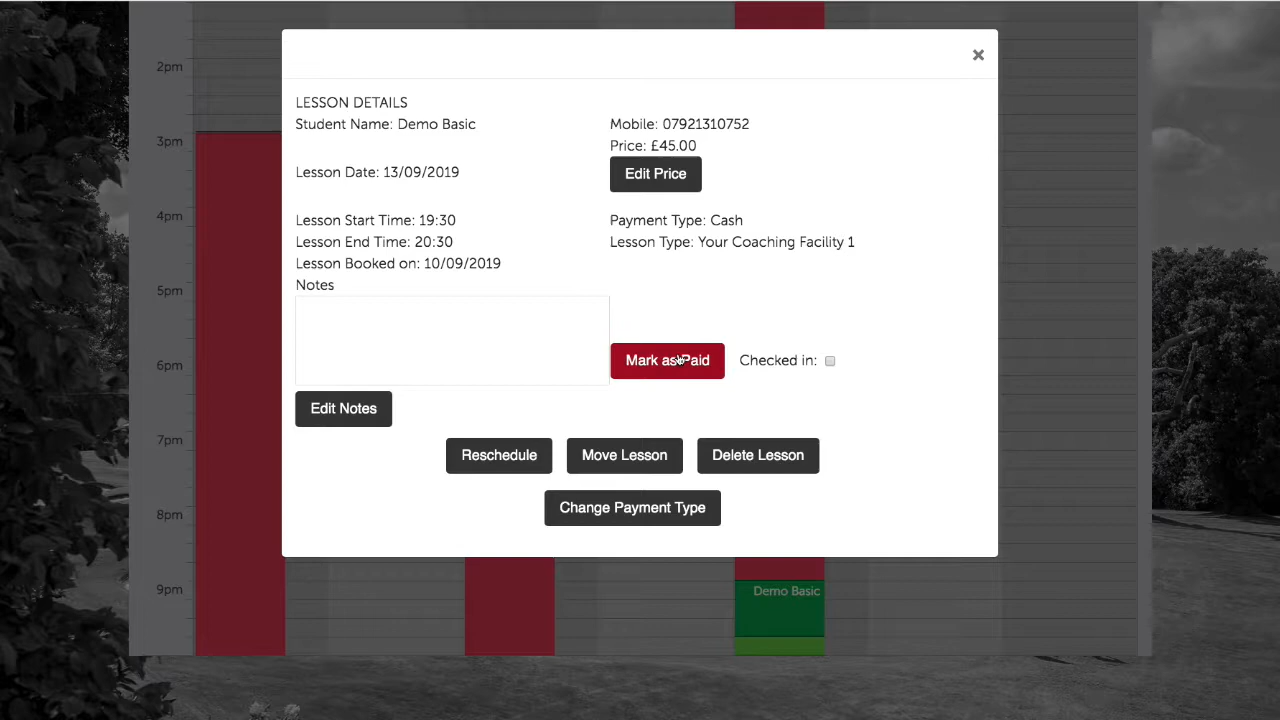 2pm
3pm
4pm
5pm
6pm
7pm
8pm
9pm
×
LESSON DETAILS
Student Name: Demo Basic
Mobile: 07921310752
Price: £45.00
Edit Price
Lesson Date: 13/09/2019
Lesson Start Time: 19:30
Payment Type: Cash
Lesson End Time: 20:30
Lesson Type: Your Coaching Facility 1
Lesson Booked on: 10/09/2019
Notes
Mark as Paid
Checked in:
Edit Notes
Reschedule
Move Lesson
Delete Lesson
Change Payment Type
Demo Basic